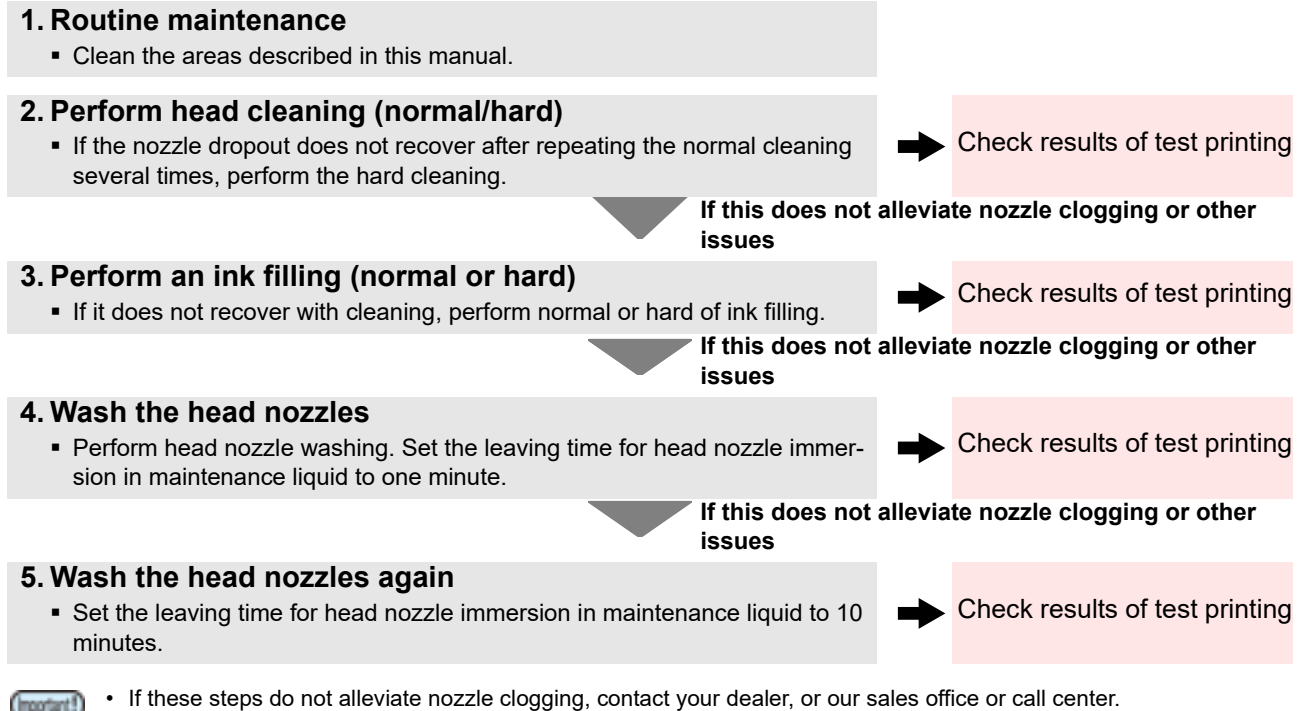 1. Routine maintenance
▪ Clean the areas described in this manual.
2. Perform head cleaning (normal/hard)
▪ If the nozzle dropout does not recover after repeating the normal cleaning
several times, perform the hard cleaning.
Check results of test printing
If this does not alleviate nozzle clogging or other
issues
3. Perform an ink filling (normal or hard)
▪ If it does not recover with cleaning, perform normal or hard of ink filling.
Check results of test printing
If this does not alleviate nozzle clogging or other
issues
4. Wash the head nozzles
▪ Perform head nozzle washing. Set the leaving time for head nozzle immer-
sion in maintenance liquid to one minute.
Check results of test printing
If this does not alleviate nozzle clogging or other
issues
5. Wash the head nozzles again
▪ Set the leaving time for head nozzle immersion in maintenance liquid to 10
minutes.
Check results of test printing
Important!
• If these steps do not alleviate nozzle clogging, contact your dealer, or our sales office or call center.